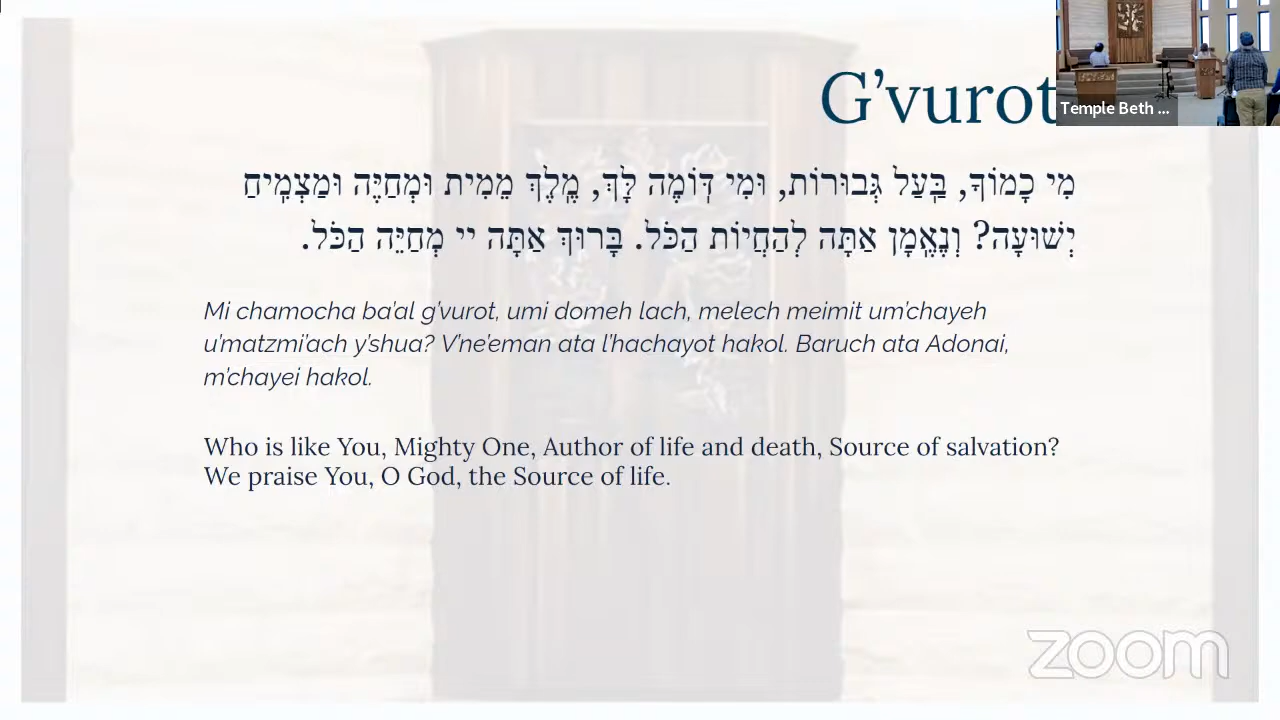 G'vurot
Temple Beth ...
מִי כָמֽוֹךָ, בַּֽעַל גְּבוּרוֹת, וּמִי דּֽוֹמֶה לָּךְ, מֶֽלֶךְ מֵמִית וּמְחַיֶּה וּמַצְמִֽיחַ
יְשׁוּעָה? וְנֶאֱמָן אַתָּה לְהַחֲיוֹת הַכֹּל. בָּרוּךְ אַתָּה יי מְחַיֵּה הַכֹּל.
Mi chamocha ba'al g'vurot, umi domeh lach, melech meimit um'chayeh
u'matzmi'ach y'shua? V'ne'eman ata l'hachayot hakol. Baruch ata Adonai,
m'chayei hakol.
Who is like You, Mighty One, Author of life and death, Source of salvation?
We praise You, O God, the Source of life.
zoom